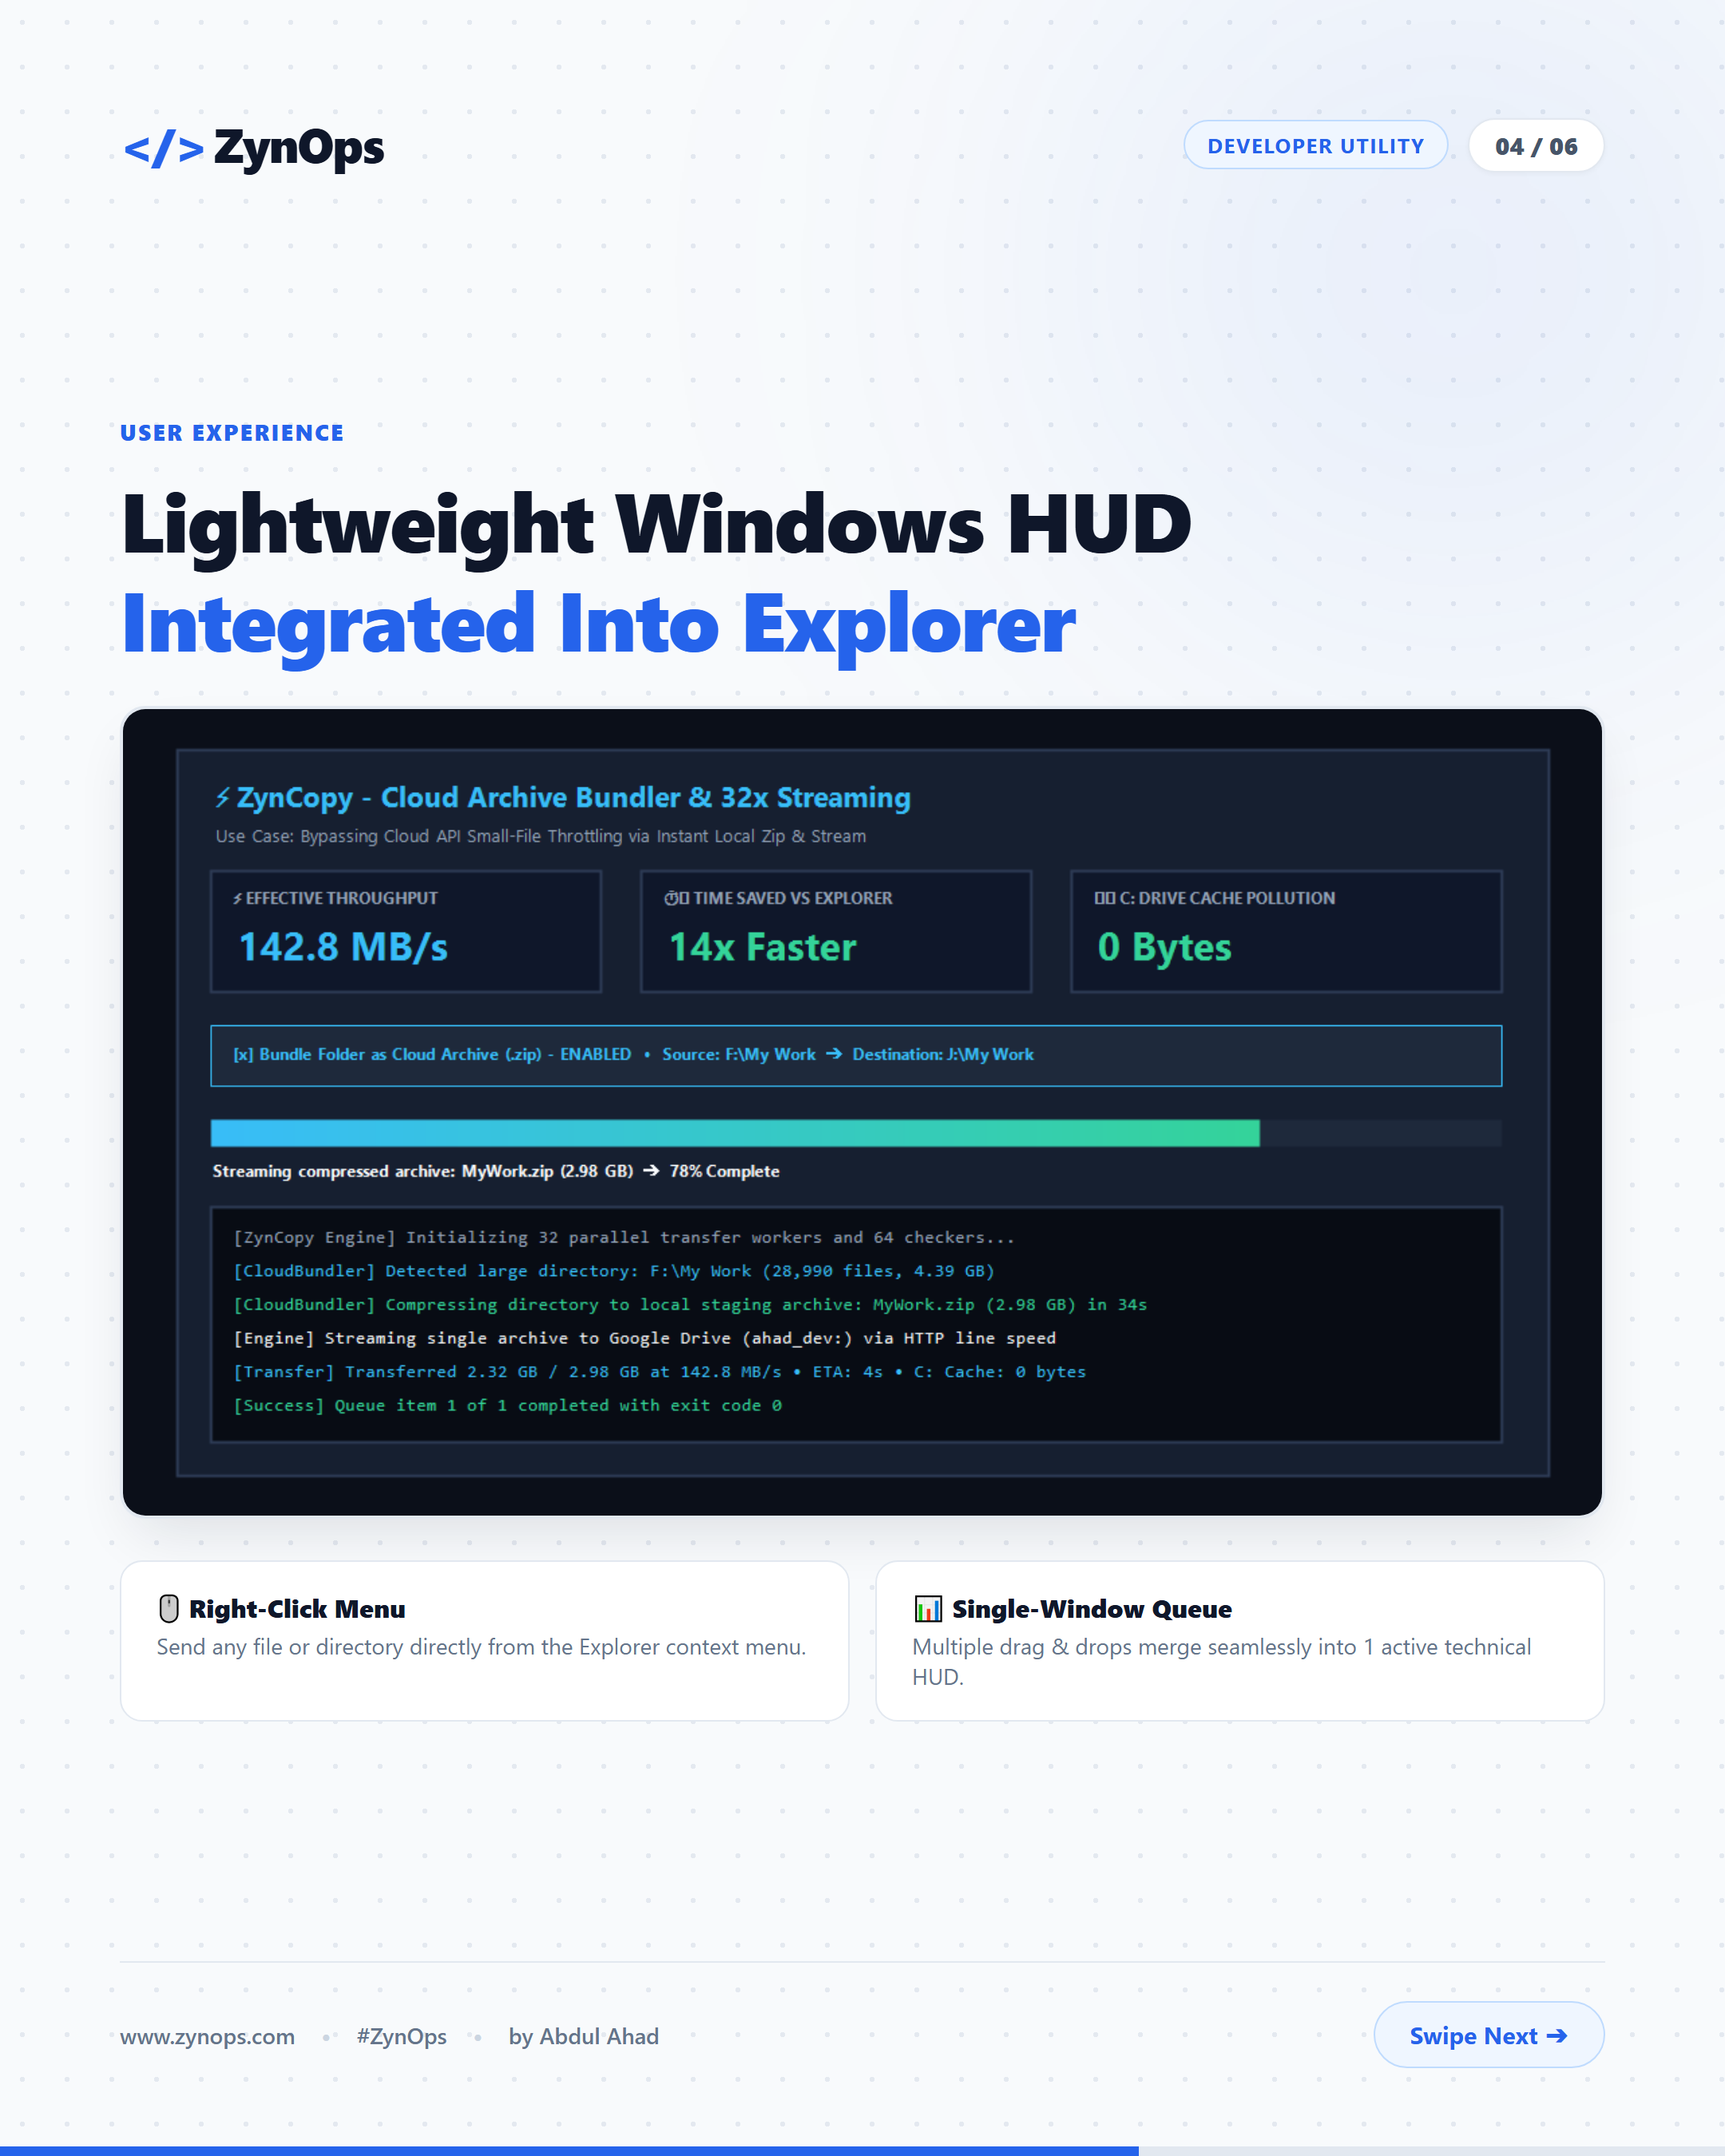 </> ZynOps
DEVELOPER UTILITY
04 / 06
USER EXPERIENCE
Lightweight Windows HUD
Integrated Into Explorer
⚡ ZynCopy - Cloud Archive Bundler & 32x Streaming
Use Case: Bypassing Cloud API Small-File Throttling via Instant Local Zip & Stream
⚡ EFFECTIVE THROUGHPUT
142.8 MB/s
⏱▯ TIME SAVED VS EXPLORER
14x Faster
▯▯ C: DRIVE CACHE POLLUTION
0 Bytes
[x] Bundle Folder as Cloud Archive (.zip) - ENABLED • Source: F:\My Work ➔ Destination: J:\My Work
Streaming compressed archive: MyWork.zip (2.98 GB) ➔ 78% Complete
[ZynCopy Engine] Initializing 32 parallel transfer workers and 64 checkers...
[CloudBundler] Detected large directory: F:\My Work (28,990 files, 4.39 GB)
[CloudBundler] Compressing directory to local staging archive: MyWork.zip (2.98 GB) in 34s
[Engine] Streaming single archive to Google Drive (ahad_dev:) via HTTP line speed
[Transfer] Transferred 2.32 GB / 2.98 GB at 142.8 MB/s • ETA: 4s • C: Cache: 0 bytes
[Success] Queue item 1 of 1 completed with exit code 0
🖱️ Right-Click Menu
Send any file or directory directly from the Explorer context menu.
📊 Single-Window Queue
Multiple drag & drops merge seamlessly into 1 active technical
HUD.
www.zynops.com • #ZynOps • by Abdul Ahad
Swipe Next ➔